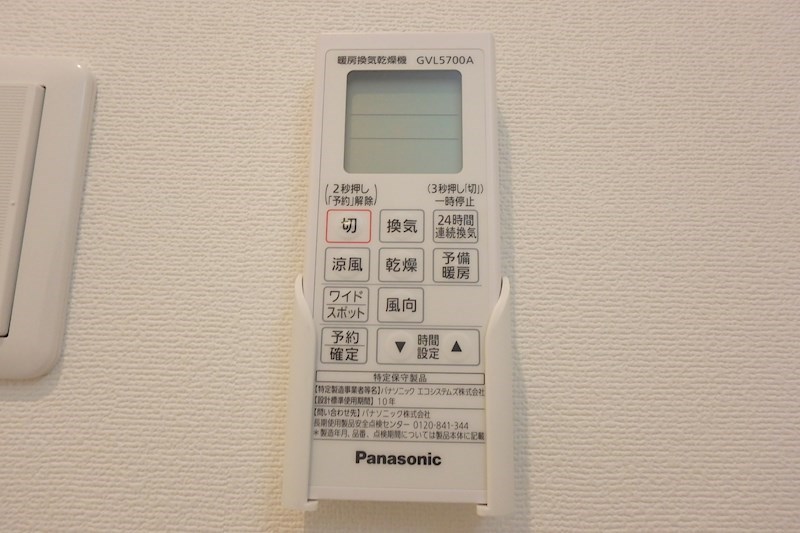 暖房換気乾燥機 GVL5700A
(2秒押し「予約」解除)
(3秒押し「切」)一時停止
切
換気
24時間
連続換気
涼風
乾燥
予備
暖房
ワイド
スポット
風向
予約
確定
▼ 時間設定 ▲
特定保守製品
【特定製造事業者等名】パナソニック エコシステムズ株式会社
【設計標準使用期間】10年
【問い合わせ先】パナソニック株式会社
長期使用製品安全点検センター 0120-841-344
＊製造年月、品番、点検期間については製品本体に記載
Panasonic